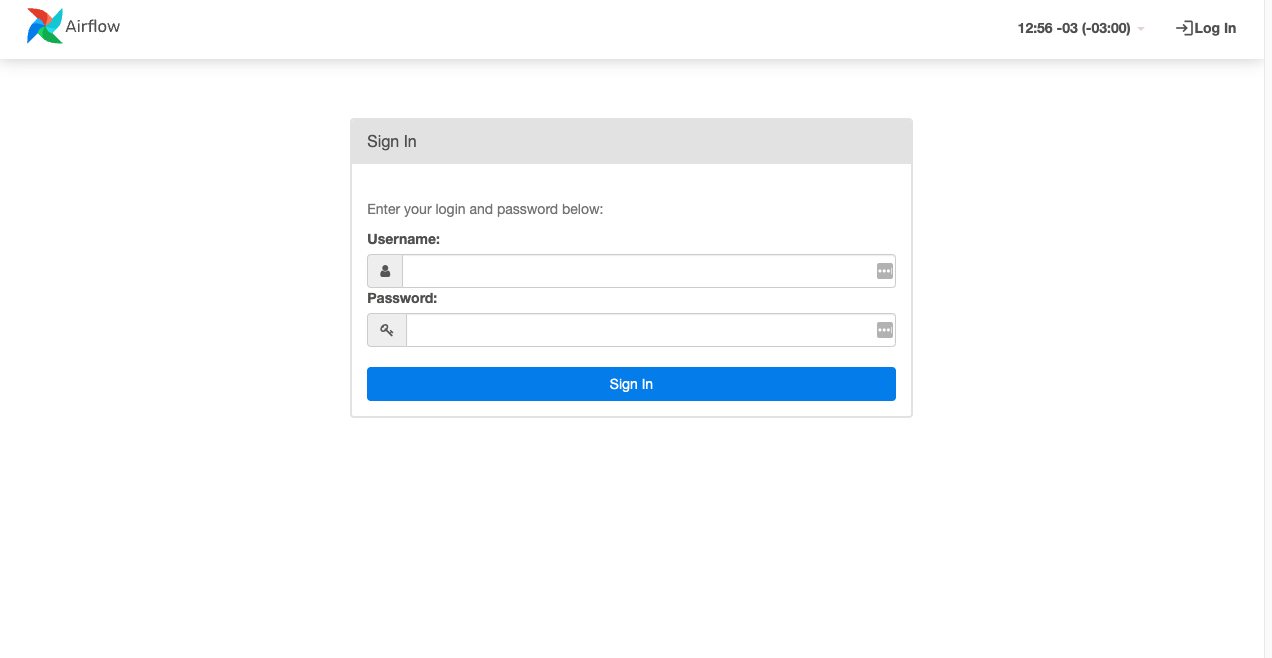 Airflow
12:56 -03 (-03:00)
Log In
Sign In
Enter your login and password below:
Username:
Password:
Sign In